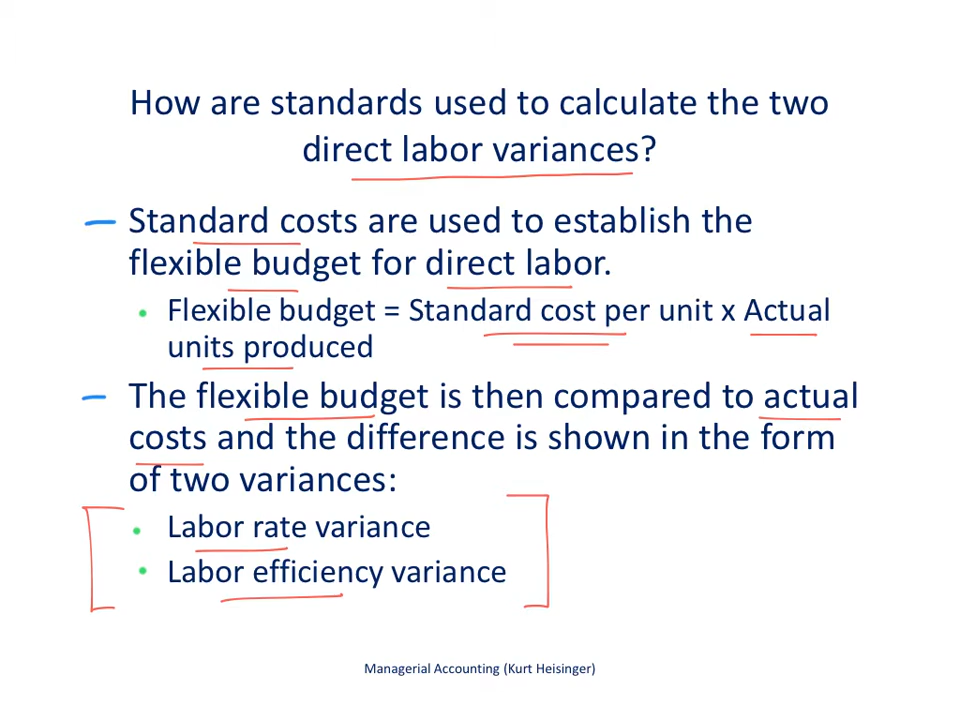 How are standards used to calculate the two
direct labor variances?
Standard costs are used to establish the
flexible budget for direct labor.
Flexible budget = Standard cost per unit x Actual
units produced
The flexible budget is then compared to actual
costs and the difference is shown in the form
of two variances:
Labor rate variance
Labor efficiency variance
Managerial Accounting (Kurt Heisinger)